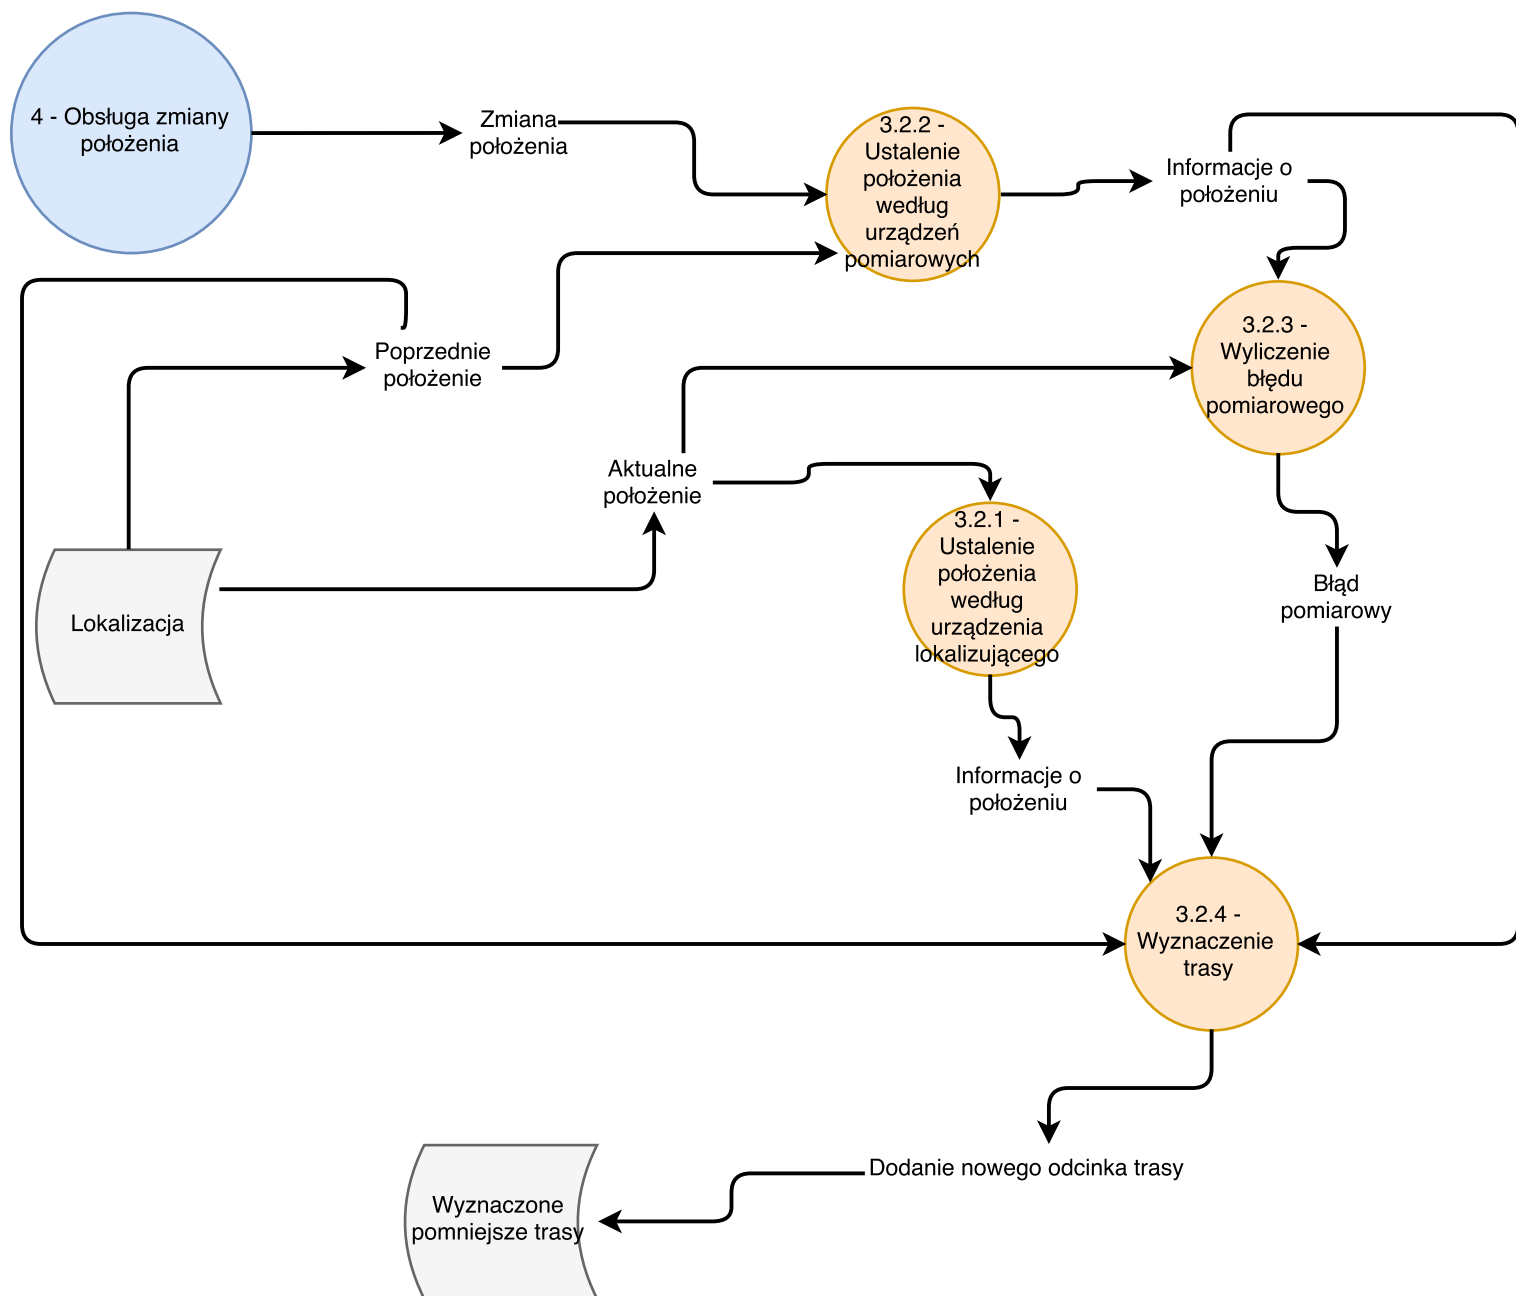 4 - Obsługa zmiany
położenia
Zmiana
położenia
3.2.2 -
Ustalenie
położenia
według
urządzeń
pomiarowych
Informacje o
położeniu
Poprzednie
położenie
3.2.3 -
Wyliczenie
błędu
pomiarowego
Aktualne
położenie
3.2.1 -
Ustalenie
położenia
według
urządzenia
lokalizującego
Lokalizacja
Błąd
pomiarowy
Informacje o
położeniu
3.2.4 -
Wyznaczenie
trasy
Dodanie nowego odcinka trasy
Wyznaczone
pomniejsze trasy